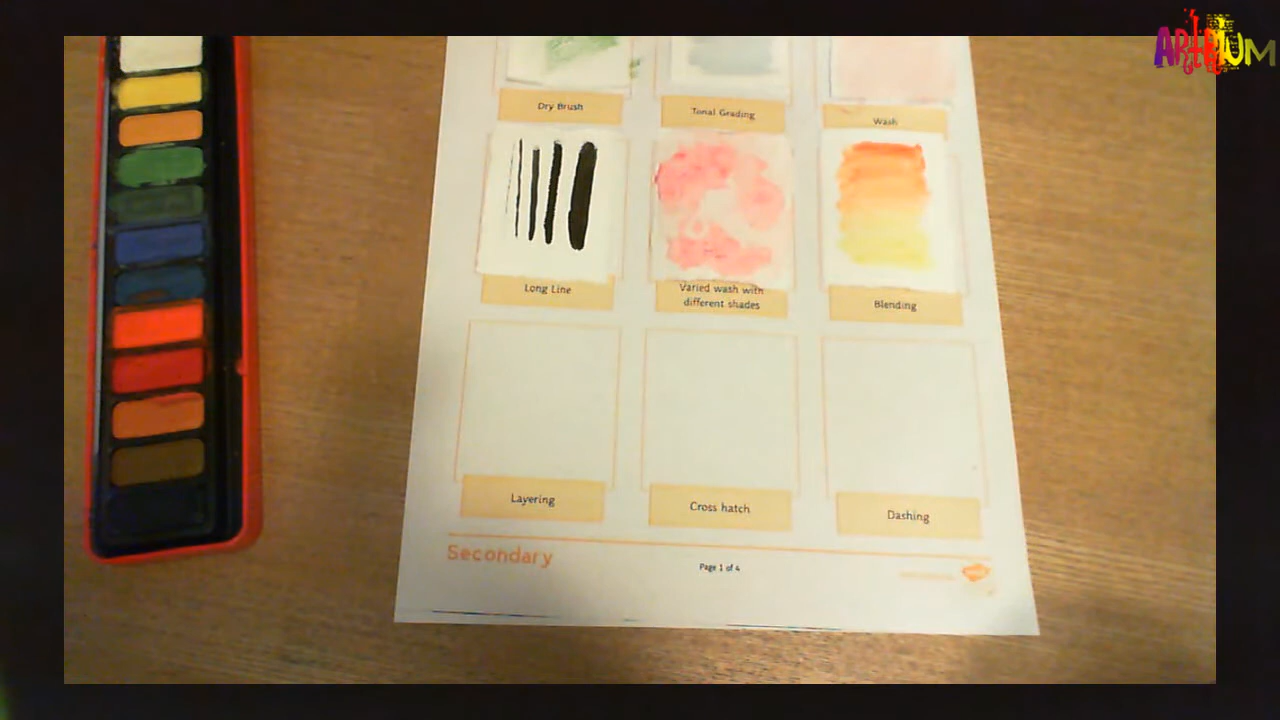 ARtRIUM
Dry Brush
Tonal Grading
Wash
Long Line
Varied wash with
different shades
Blending
Layering
Cross hatch
Dashing
Secondary
Page 1 of 4